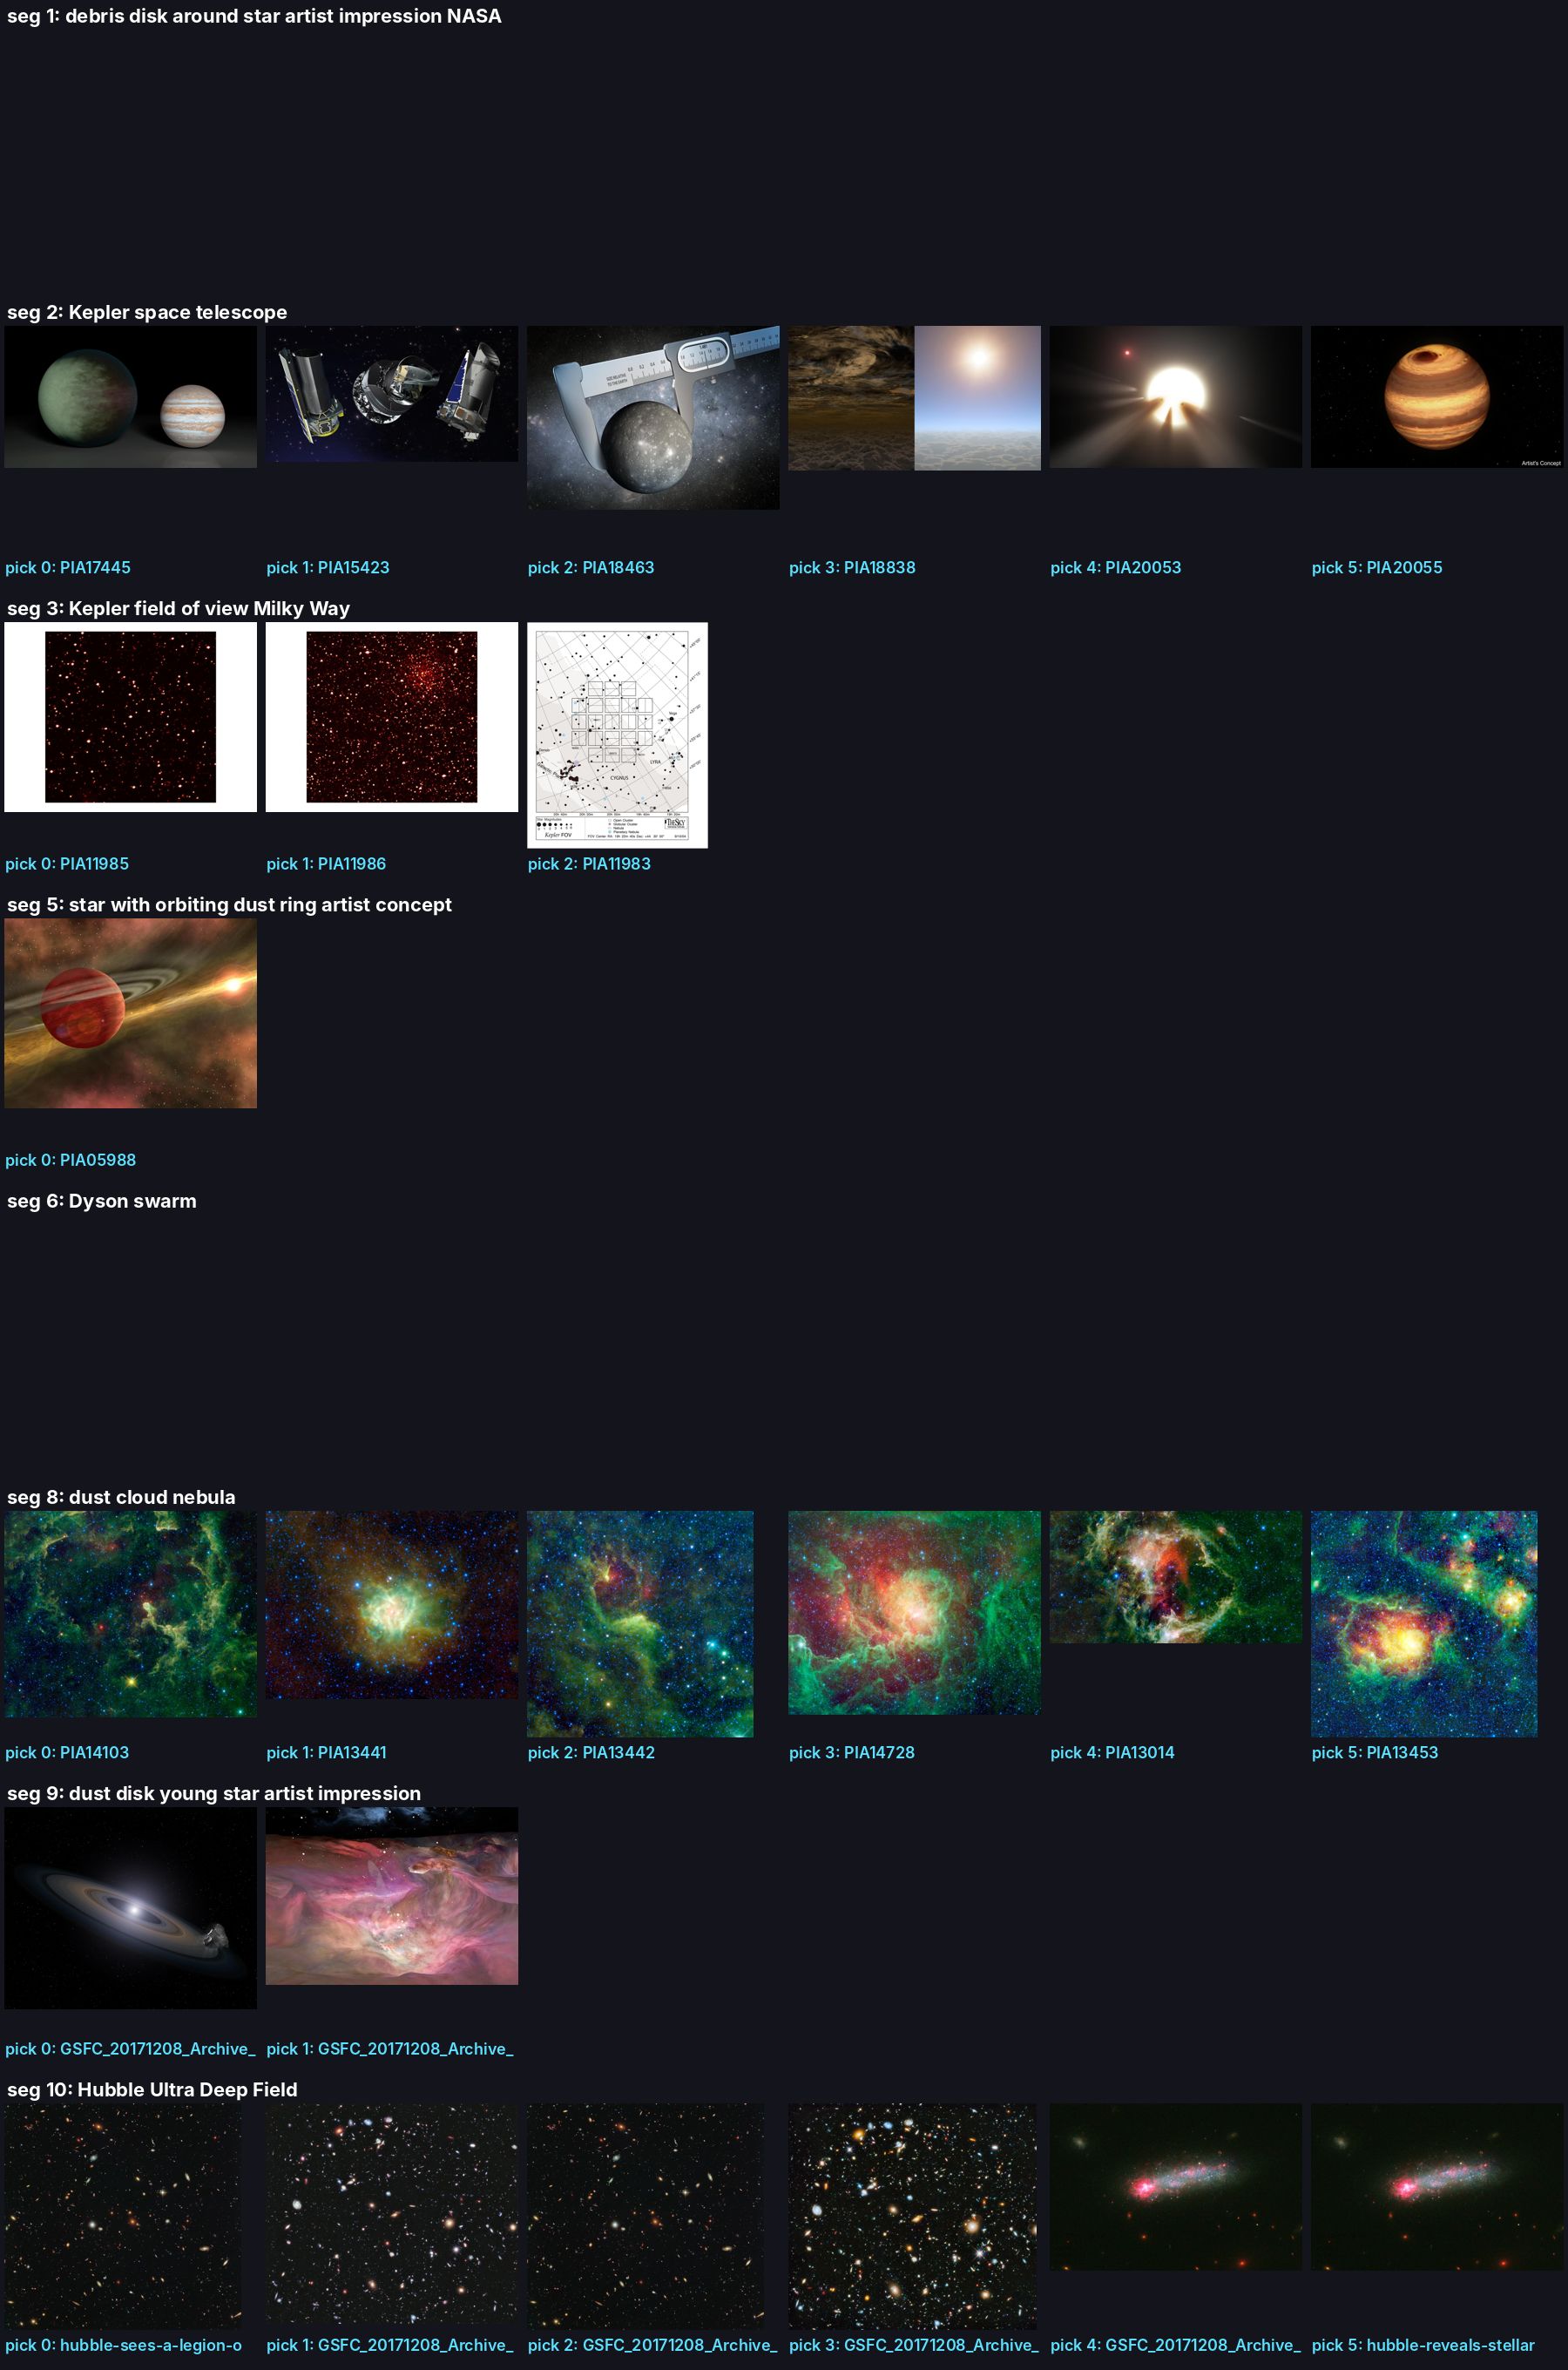 seg 1: debris disk around star artist impression NASA
seg 2: Kepler space telescope
Artist's Concept
pick 0: PIA17445
pick 1: PIA15423
pick 2: PIA18463
pick 3: PIA18838
pick 4: PIA20053
pick 5: PIA20055
seg 3: Kepler field of view Milky Way
CYGNUS
LYRA
Kepler FOV
pick 0: PIA11985
pick 1: PIA11986
pick 2: PIA11983
seg 5: star with orbiting dust ring artist concept
pick 0: PIA05988
seg 6: Dyson swarm
seg 8: dust cloud nebula
pick 0: PIA14103
pick 1: PIA13441
pick 2: PIA13442
pick 3: PIA14728
pick 4: PIA13014
pick 5: PIA13453
seg 9: dust disk young star artist impression
pick 0: GSFC_20171208_Archive_
pick 1: GSFC_20171208_Archive_
seg 10: Hubble Ultra Deep Field
pick 0: hubble-sees-a-legion-o
pick 1: GSFC_20171208_Archive_
pick 2: GSFC_20171208_Archive_
pick 3: GSFC_20171208_Archive_
pick 4: GSFC_20171208_Archive_
pick 5: hubble-reveals-stellar